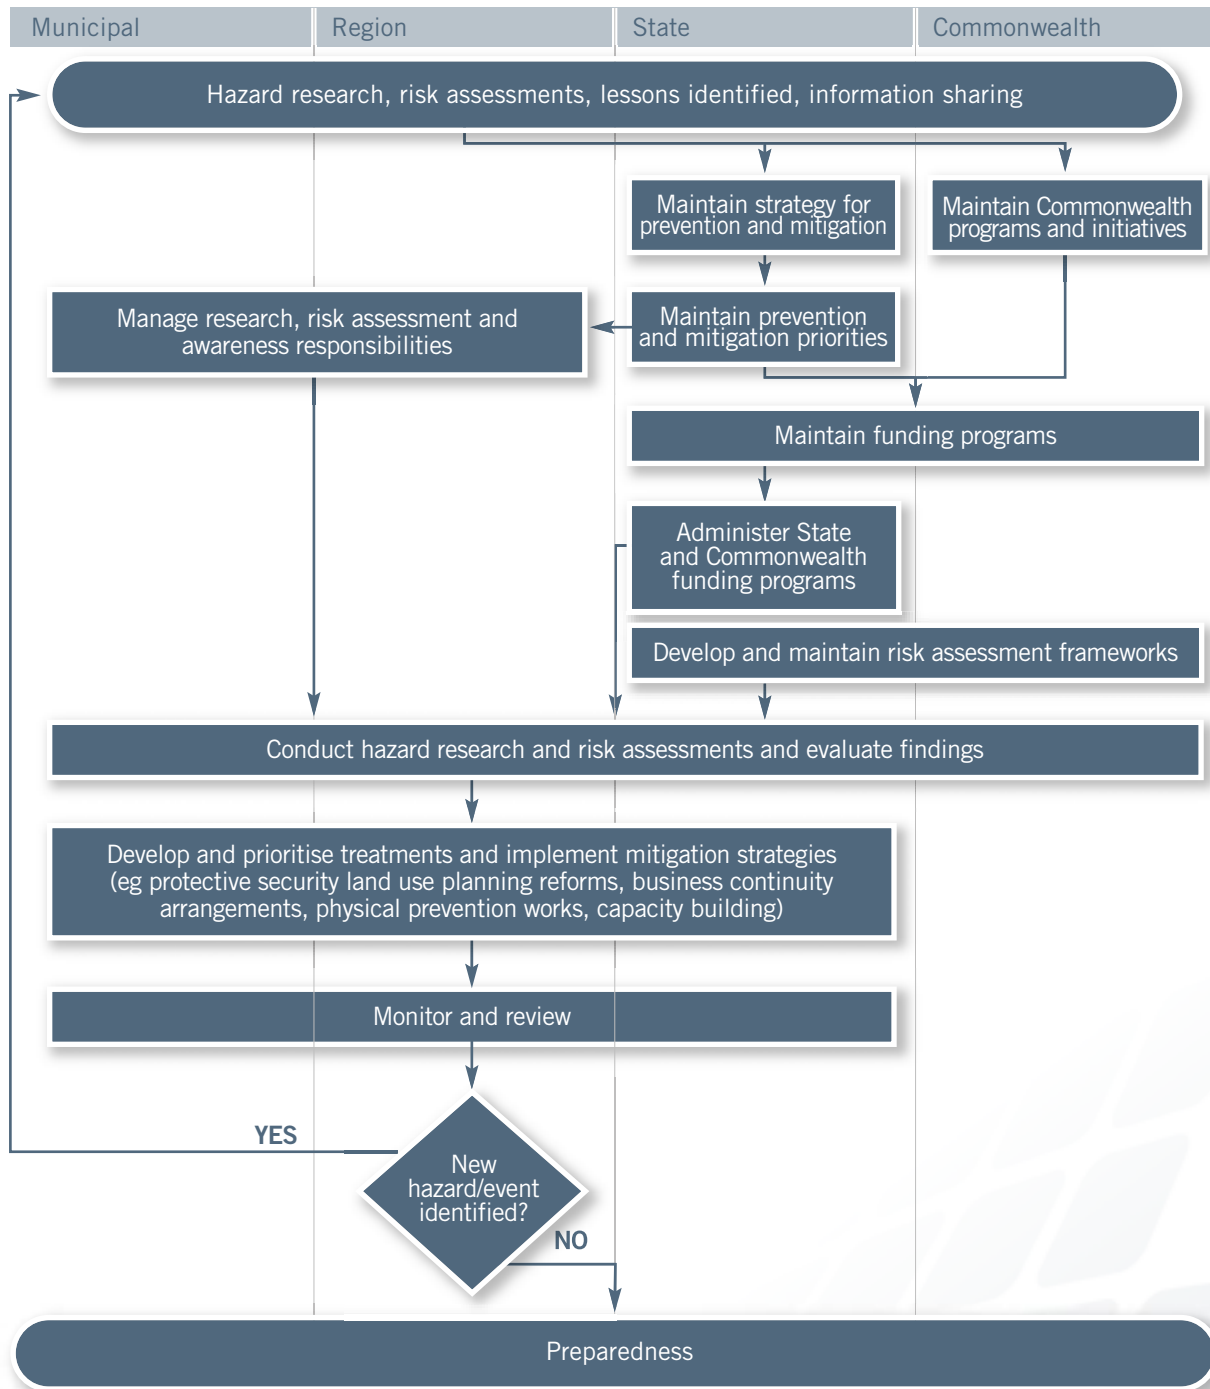 Municipal
Region
State
Commonwealth
Hazard research, risk assessments, lessons identified, information sharing
Maintain strategy for
prevention and mitigation
Maintain Commonwealth
programs and initiatives
Manage research, risk assessment and
awareness responsibilities
Maintain prevention
and mitigation priorities
Maintain funding programs
Administer State
and Commonwealth
funding programs
Develop and maintain risk assessment frameworks
Conduct hazard research and risk assessments and evaluate findings
Develop and prioritise treatments and implement mitigation strategies
(eg protective security land use planning reforms, business continuity
arrangements, physical prevention works, capacity building)
Monitor and review
YES
New
hazard/event
identified?
NO
Preparedness